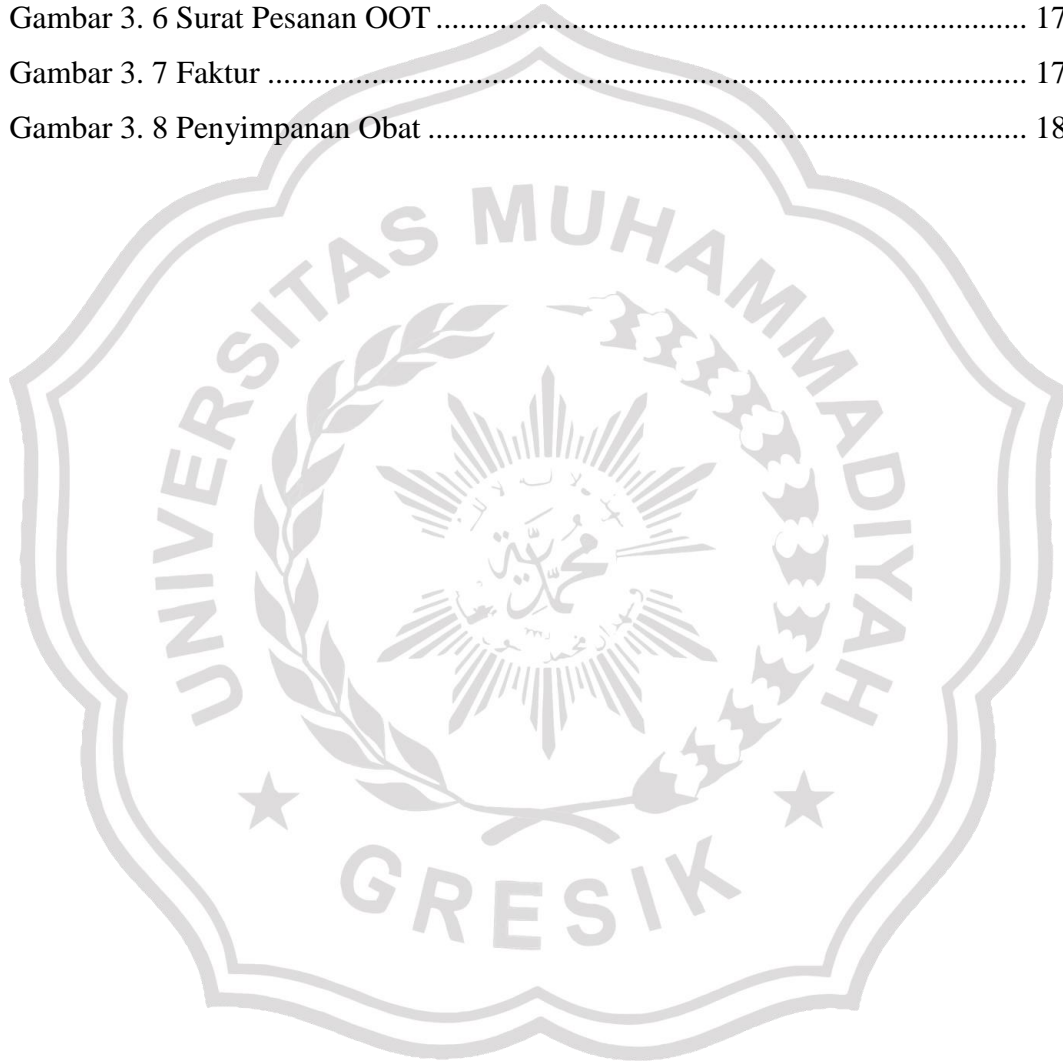 Gambar 3. 6 Surat Pesanan OOT ........................................................................... 17
Gambar 3. 7 Faktur ................................................................................................ 17
Gambar 3. 8 Penyimpanan Obat ............................................................................ 18
UNIVERSITAS MUHAMMADIYAH
محمد
GRESIK